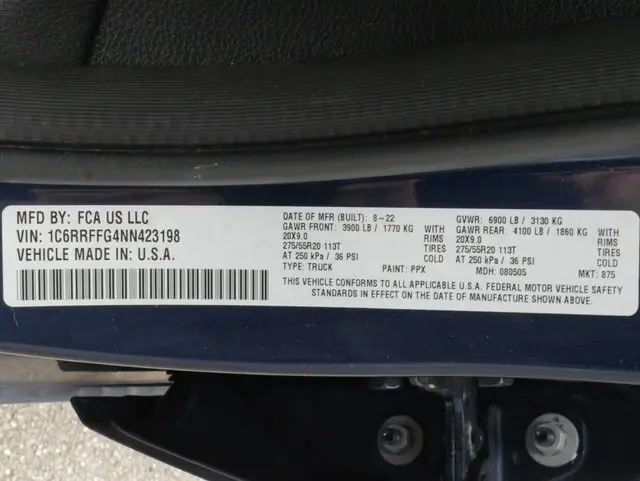 MFD BY: FCA US LLC
VIN: 1C6RRFFG4NN423198
VEHICLE MADE IN: U.S.A.
DATE OF MFR (BUILT): 8-22
GAWR FRONT: 3900 LB / 1770 KG WITH
20X9.0 RIMS
275/55R20 113T TIRES
AT 250 kPa / 36 PSI COLD
TYPE: TRUCK PAINT: PPX
GVWR: 6900 LB / 3130 KG
GAWR REAR: 4100 LB / 1860 KG WITH
20X9.0 RIMS
275/55R20 113T TIRES
AT 250 kPa / 36 PSI COLD
MDH: 080505 MKT: 875
THIS VEHICLE CONFORMS TO ALL APPLICABLE U.S.A. FEDERAL MOTOR VEHICLE SAFETY
STANDARDS IN EFFECT ON THE DATE OF MANUFACTURE SHOWN ABOVE.